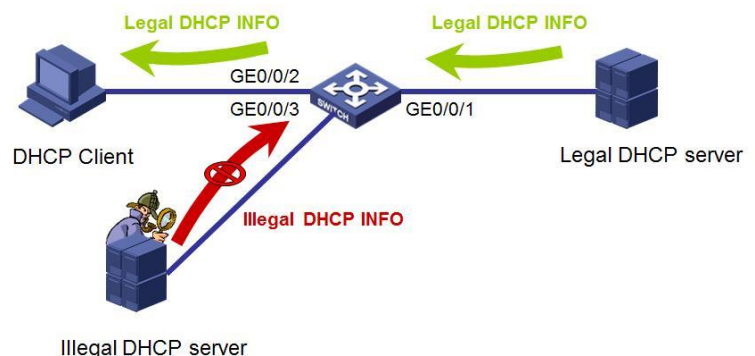 Legal DHCP INFO
Legal DHCP INFO
GE0/0/2
GE0/0/3
SWITCH
GE0/0/1
DHCP Client
Legal DHCP server
Illegal DHCP INFO
Illegal DHCP server